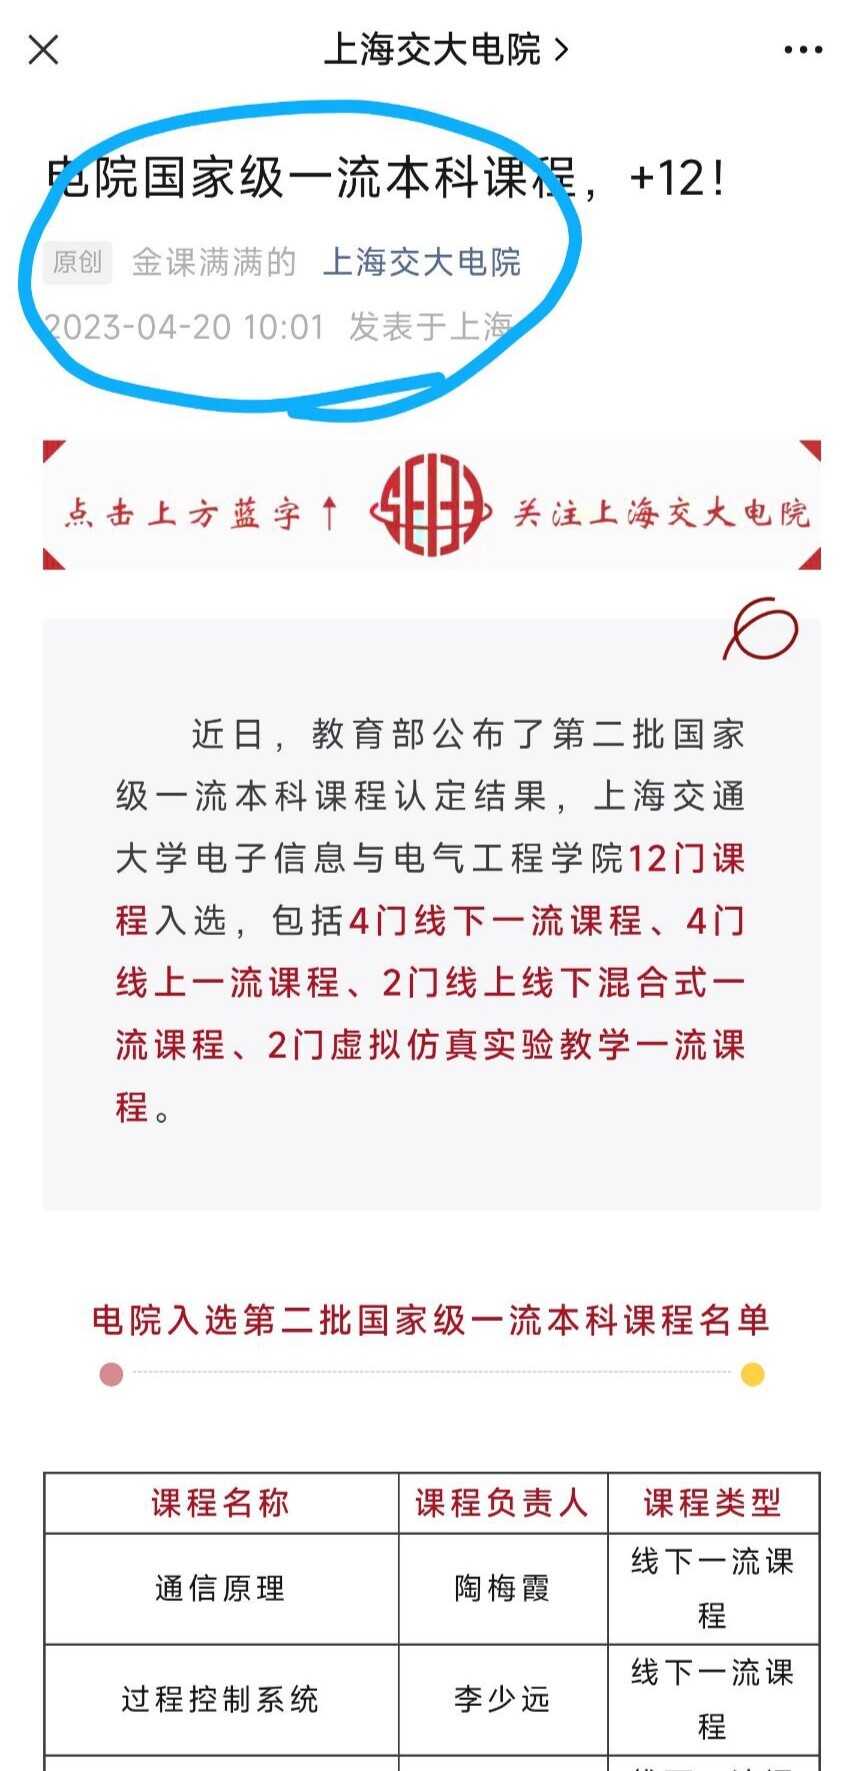 上海交大电院
电院国家级一流本科课程，+12！
原创 金课满满的 上海交大电院
2023-04-20 10:01 发表于上海
点击上方蓝字↑ SEIEE 关注上海交大电院
近日，教育部公布了第二批国家
级一流本科课程认定结果，上海交通
大学电子信息与电气工程学院12门课
程入选，包括4门线下一流课程、4门
线上一流课程、2门线上线下混合式一
流课程、2门虚拟仿真实验教学一流课
程。
电院入选第二批国家级一流本科课程名单
课程名称 课程负责人 课程类型
通信原理 陶梅霞 线下一流课
程
过程控制系统 李少远 线下一流课
程